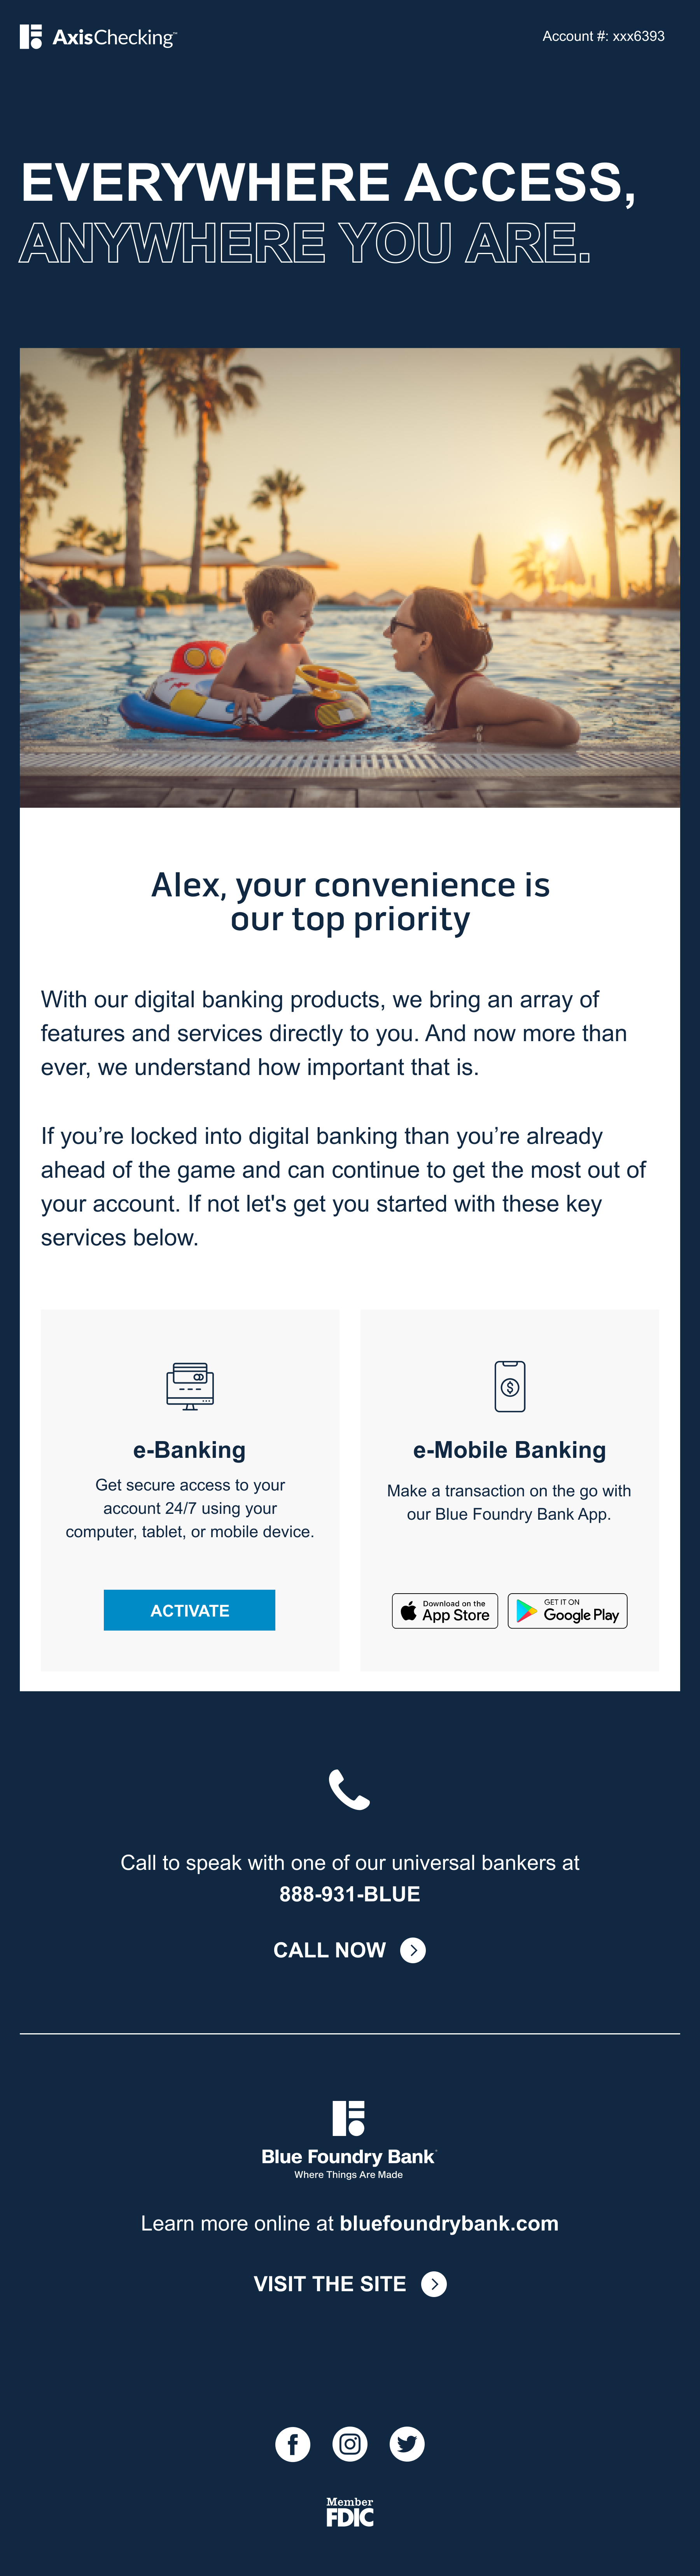 AxisChecking™
Account #: xxx6393
EVERYWHERE ACCESS,
ANYWHERE YOU ARE.
Alex, your convenience is
our top priority
With our digital banking products, we bring an array of
features and services directly to you. And now more than
ever, we understand how important that is.
If you’re locked into digital banking than you’re already
ahead of the game and can continue to get the most out of
your account. If not let's get you started with these key
services below.
e-Banking
Get secure access to your
account 24/7 using your
computer, tablet, or mobile device.
ACTIVATE
e-Mobile Banking
Make a transaction on the go with
our Blue Foundry Bank App.
Download on the
App Store
GET IT ON
Google Play
Call to speak with one of our universal bankers at
888-931-BLUE
CALL NOW
Blue Foundry Bank
Where Things Are Made
Learn more online at bluefoundrybank.com
VISIT THE SITE
Member
FDIC